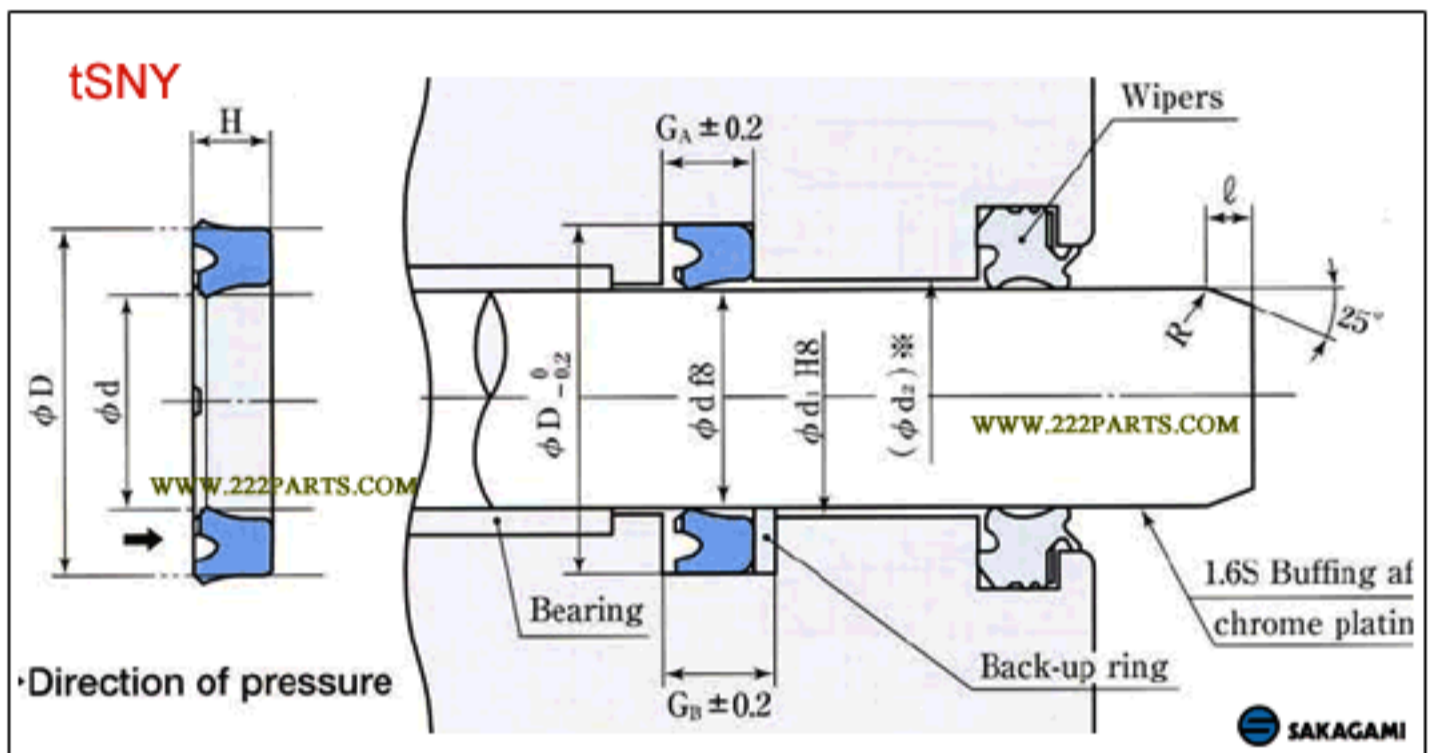 tSNY
H
G_A ± 0.2
Wipers
ℓ
R
25°
φD
φd
φD 0 -0.2
φd f8
φd₁ H8
(φd₂)※
WWW.222PARTS.COM
WWW.222PARTS.COM
Bearing
1.6S Buffing af
chrome platin
Back-up ring
Direction of pressure
G_B ± 0.2
SAKAGAMI